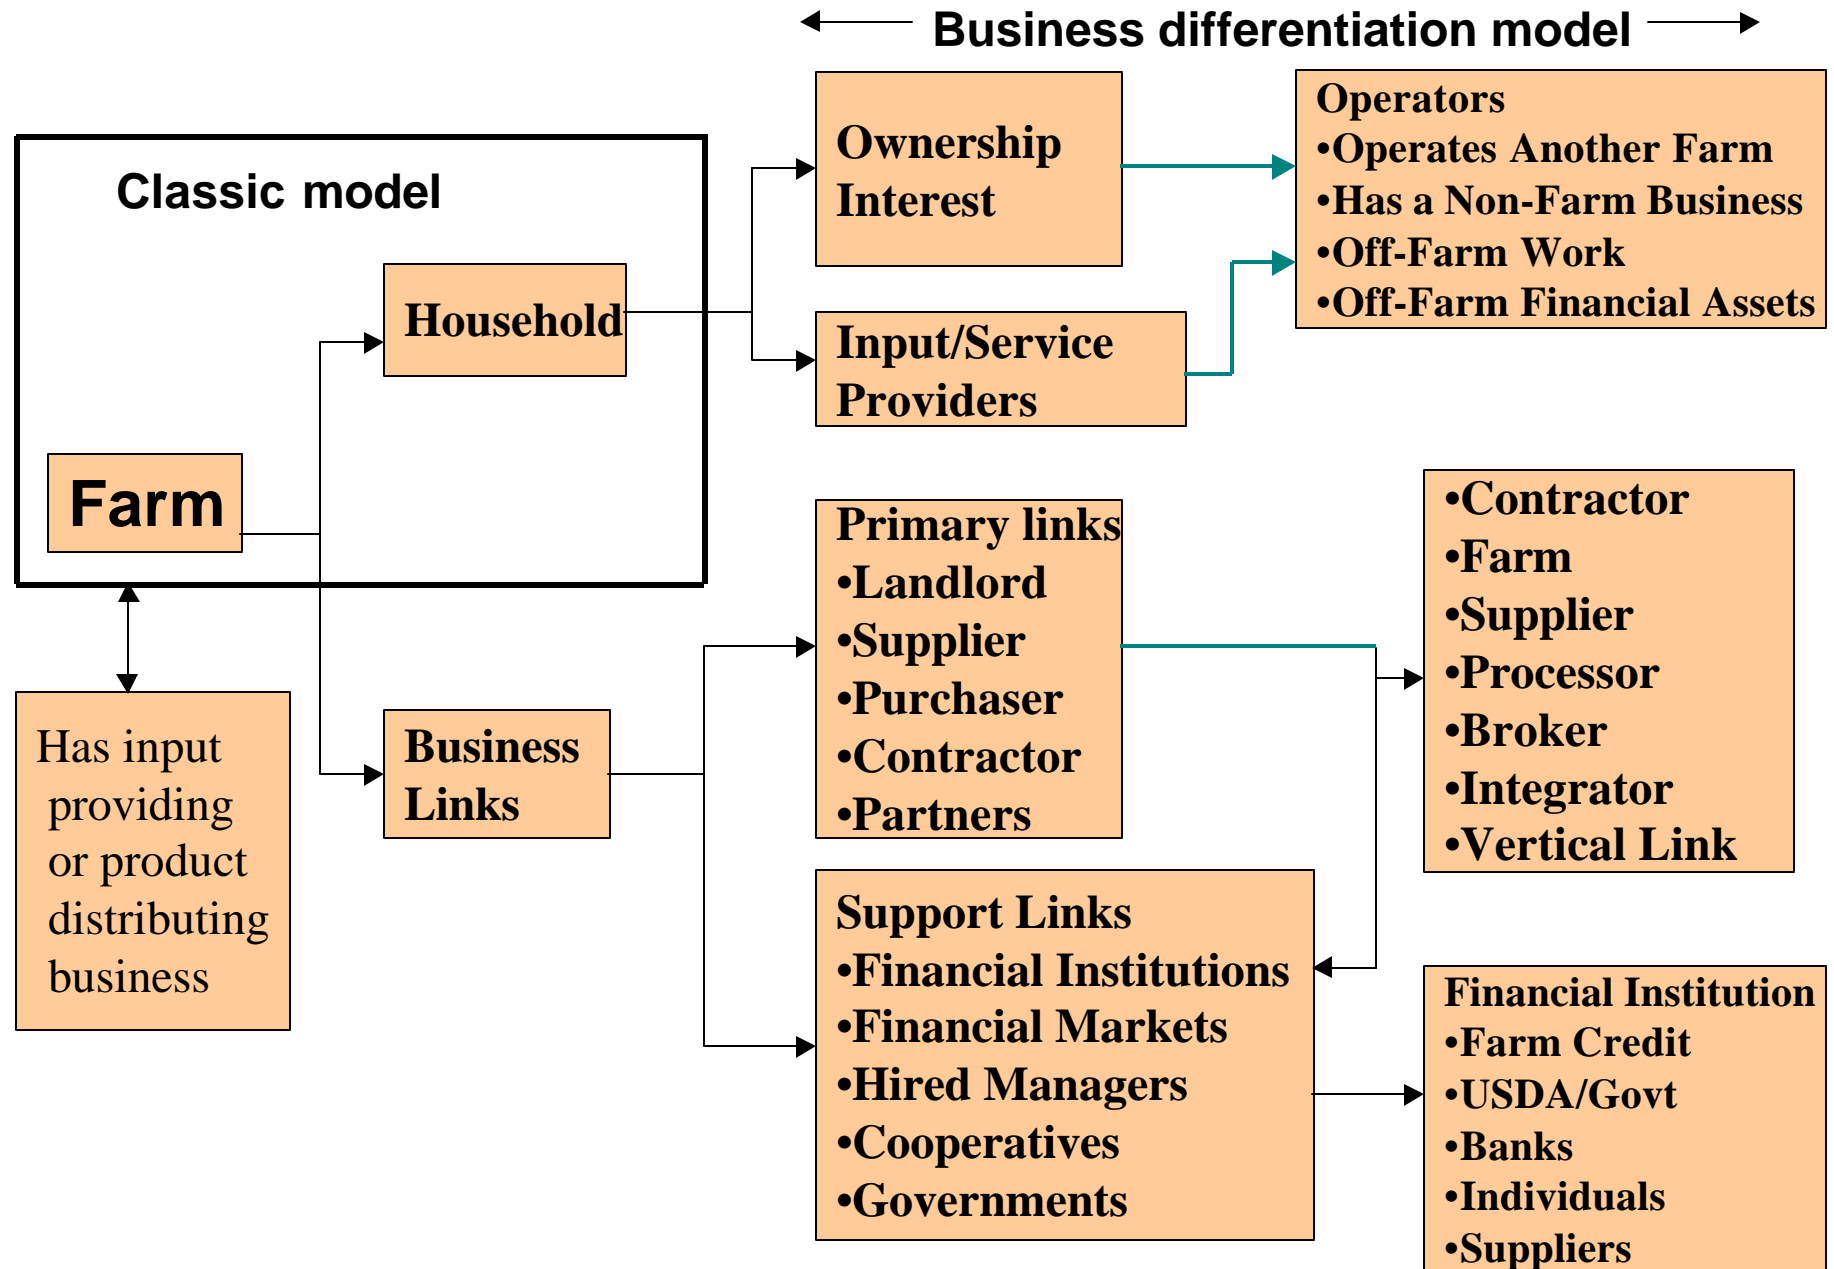 Business differentiation model
Classic model
Farm
Household
Has input
providing
or product
distributing
business
Business
Links
Ownership
Interest
Input/Service
Providers
Operators
•Operates Another Farm
•Has a Non-Farm Business
•Off-Farm Work
•Off-Farm Financial Assets
Primary links
•Landlord
•Supplier
•Purchaser
•Contractor
•Partners
•Contractor
•Farm
•Supplier
•Processor
•Broker
•Integrator
•Vertical Link
Support Links
•Financial Institutions
•Financial Markets
•Hired Managers
•Cooperatives
•Governments
Financial Institution
•Farm Credit
•USDA/Govt
•Banks
•Individuals
•Suppliers